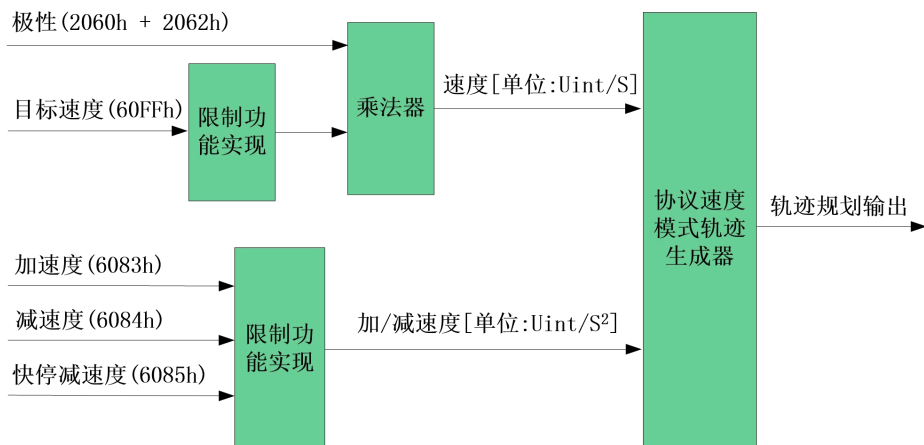 极性(2060h + 2062h)
目标速度(60FFh)
限制功
能实现
乘法器
速度[单位:Uint/S]
加速度(6083h)
减速度(6084h)
快停减速度(6085h)
限制功
能实现
加/减速度[单位:Uint/S²]
协议速度
模式轨迹
生成器
轨迹规划输出